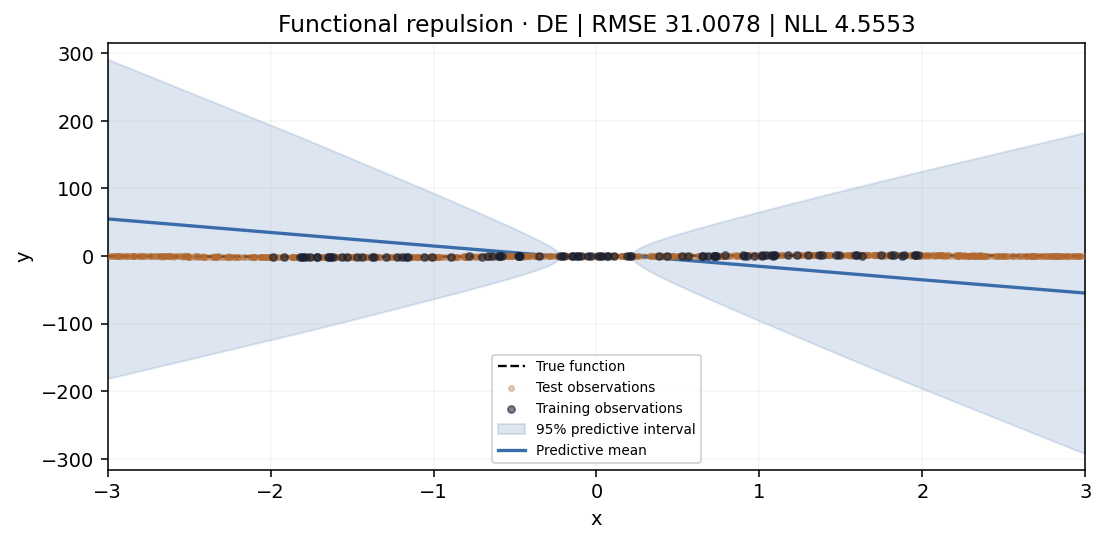 Functional repulsion · DE | RMSE 31.0078 | NLL 4.5553
300
200
100
0
−100
−200
−300
y
True function
Test observations
Training observations
95% predictive interval
Predictive mean
−3 −2 −1 0 1 2 3
x